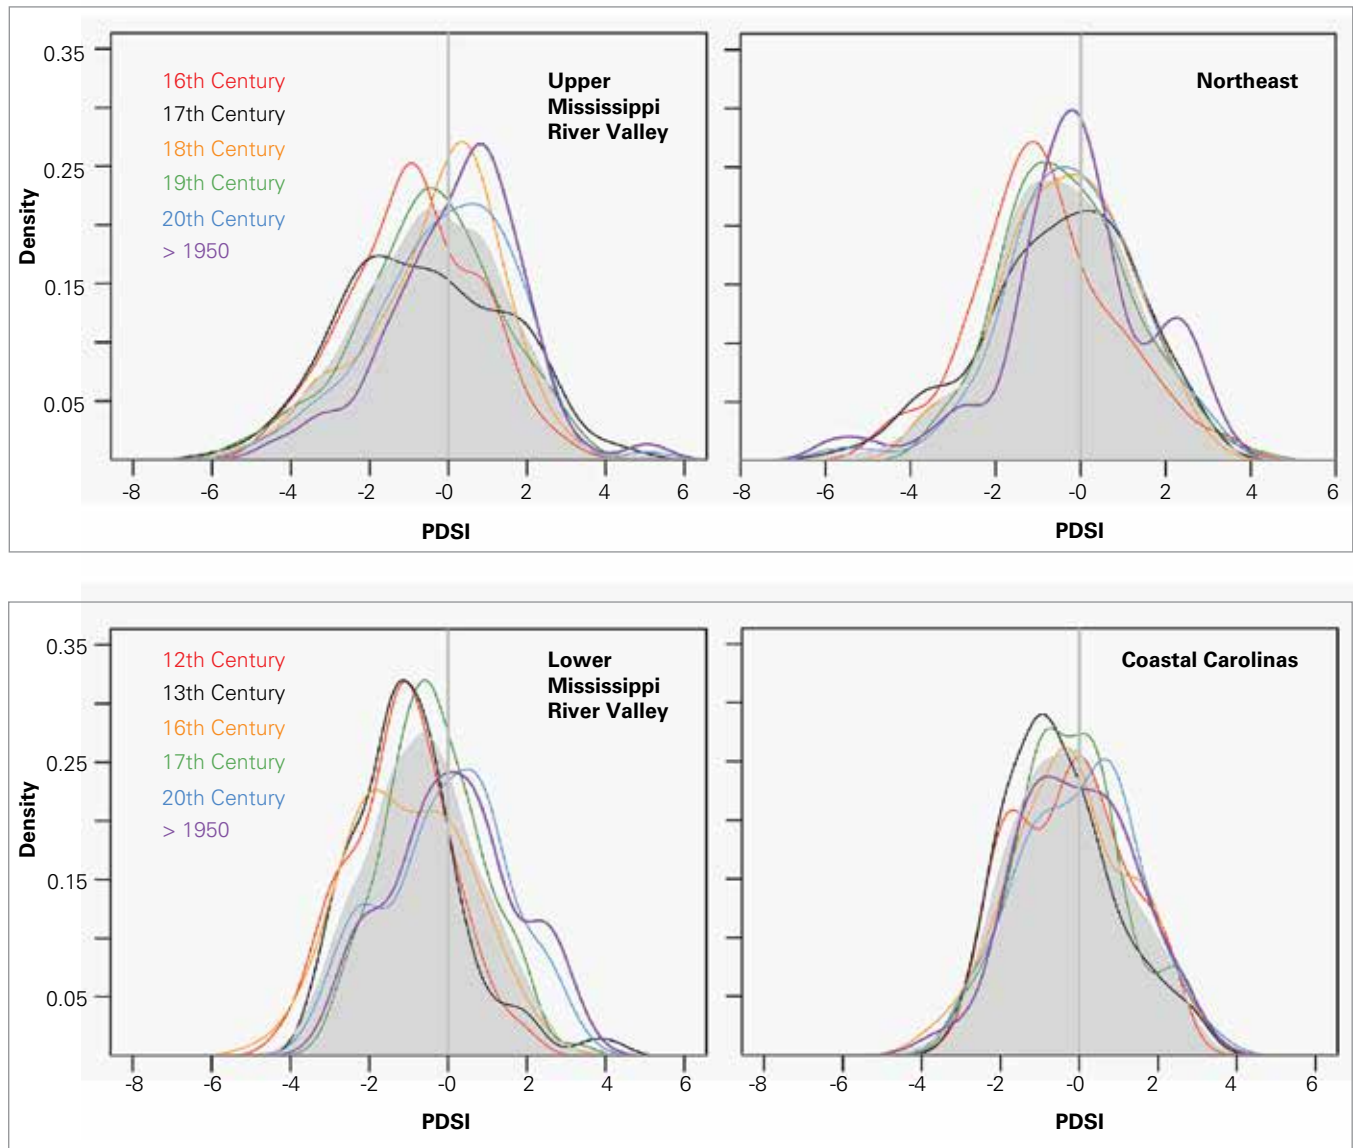 0.35
0.25
0.15
0.05
Density
16th Century
17th Century
18th Century
19th Century
20th Century
> 1950
Upper
Mississippi
River Valley
-8 -6 -4 -2 -0 2 4 6
PDSI
Northeast
-8 -6 -4 -2 -0 2 4 6
PDSI
0.35
0.25
0.15
0.05
Density
12th Century
13th Century
16th Century
17th Century
20th Century
> 1950
Lower
Mississippi
River Valley
-8 -6 -4 -2 -0 2 4 6
PDSI
Coastal Carolinas
-8 -6 -4 -2 -0 2 4 6
PDSI